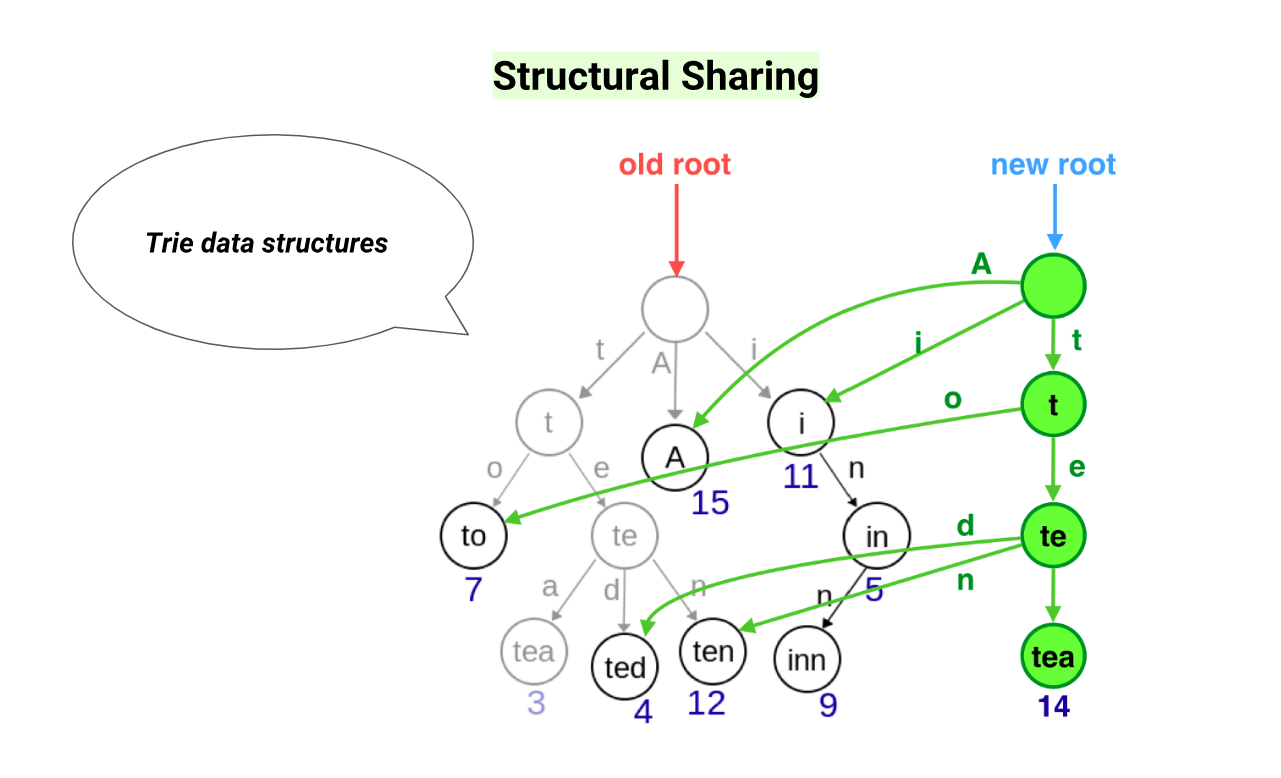 Structural Sharing
old root
new root
Trie data structures
A
t
A
i
i
t
t
A
i
o
t
15
11
n
o
e
e
to
te
in
d
te
7
a
d
n
n
5
n
tea
ted
ten
inn
tea
3
4
12
9
14